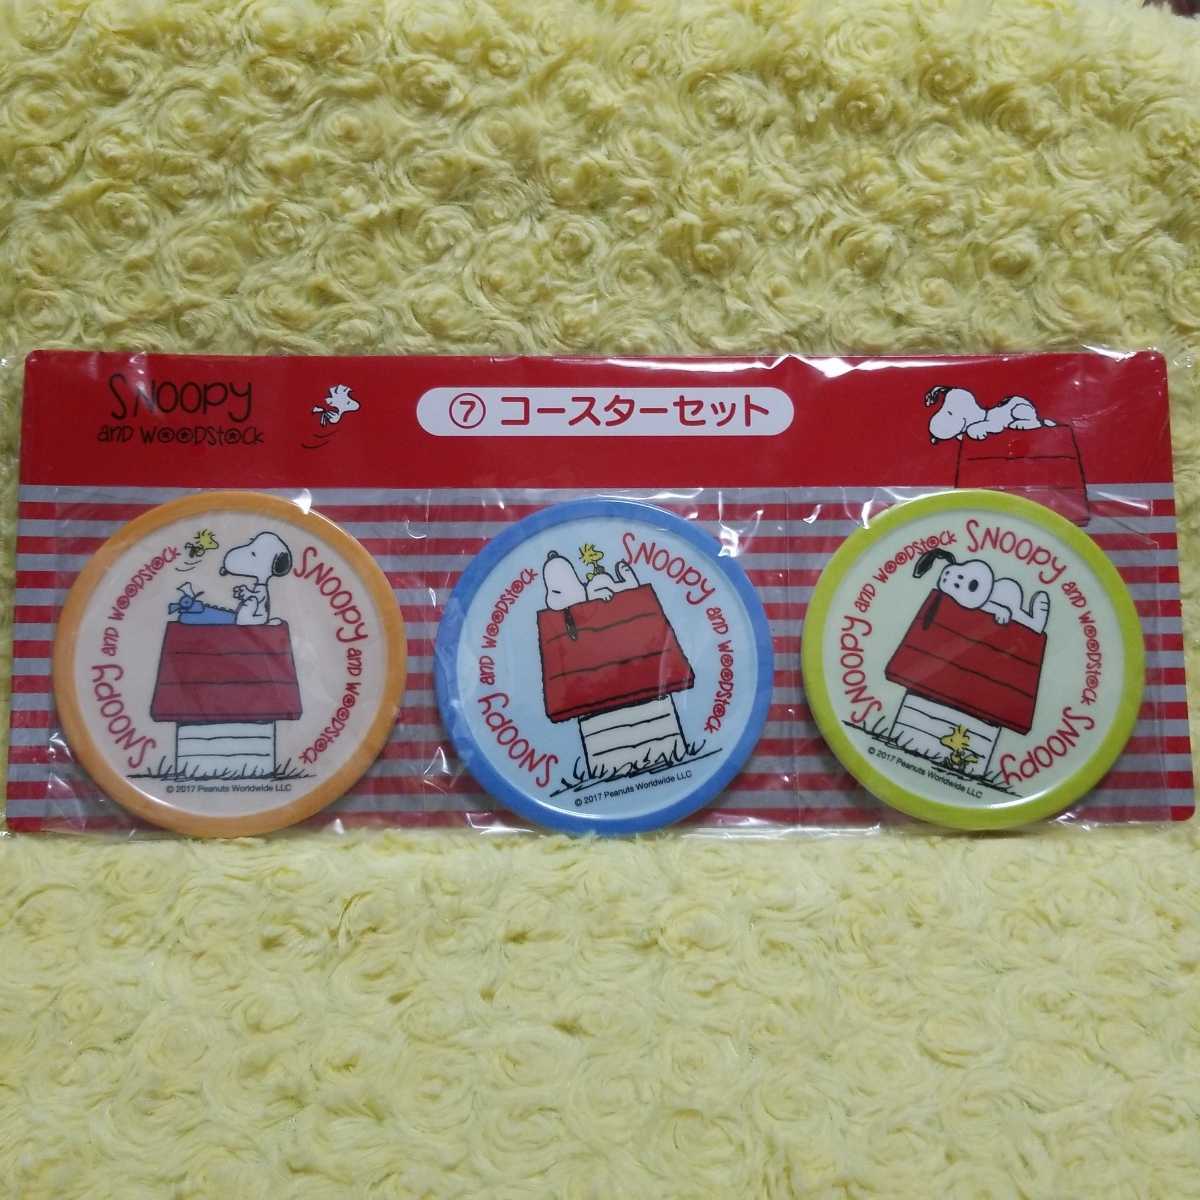 SNOOPY
and WOODSTOCK
⑦ コースターセット
SNOOPY and WOODSTOCK SNOOPY and WOODSTOCK
© 2017 Peanuts Worldwide LLC
SNOOPY and WOODSTOCK SNOOPY and WOODSTOCK
© 2017 Peanuts Worldwide LLC
SNOOPY and WOODSTOCK SNOOPY and WOODSTOCK SNOOPY
© 2017 Peanuts Worldwide LLC